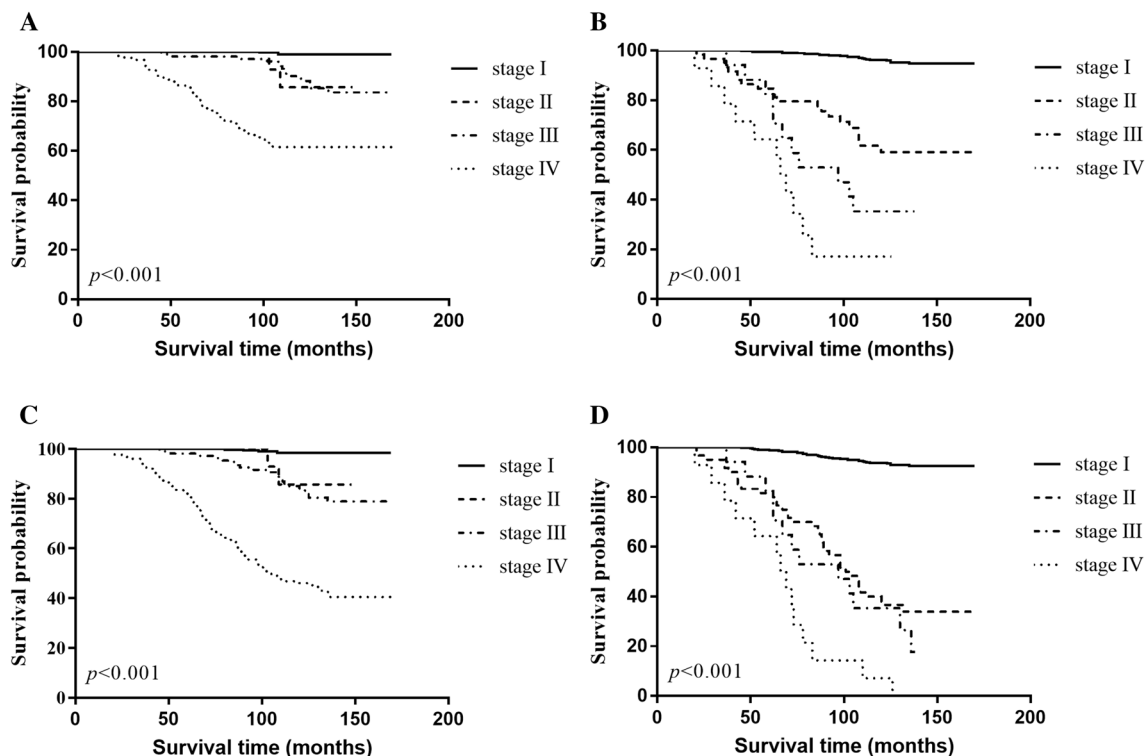 A
Survival probability
100
80
60
40
20
0
p<0.001
0 50 100 150 200
Survival time (months)
stage I
stage II
stage III
stage IV
B
Survival probability
100
80
60
40
20
0
p<0.001
0 50 100 150 200
Survival time (months)
stage I
stage II
stage III
stage IV
C
Survival probability
100
80
60
40
20
0
p<0.001
0 50 100 150 200
Survival time (months)
stage I
stage II
stage III
stage IV
D
Survival probability
100
80
60
40
20
0
p<0.001
0 50 100 150 200
Survival time (months)
stage I
stage II
stage III
stage IV